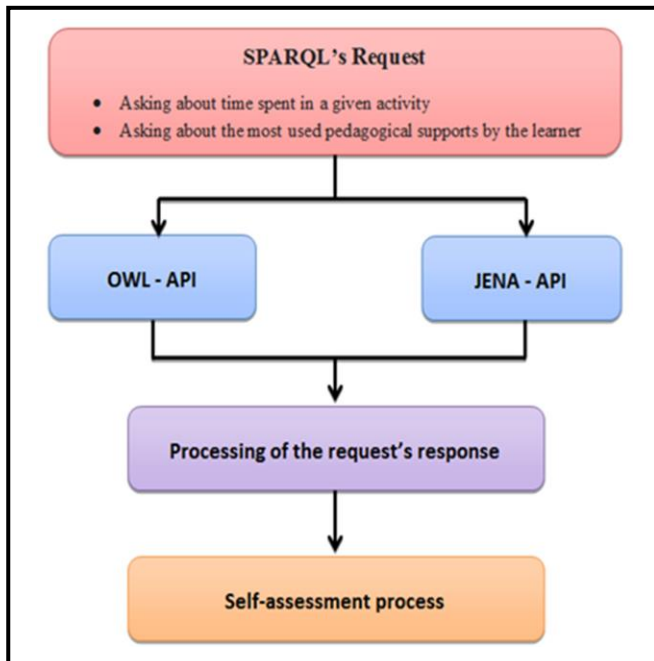 SPARQL's Request
• Asking about time spent in a given activity
• Asking about the most used pedagogical supports by the learner
OWL - API
JENA - API
Processing of the request's response
Self-assessment process